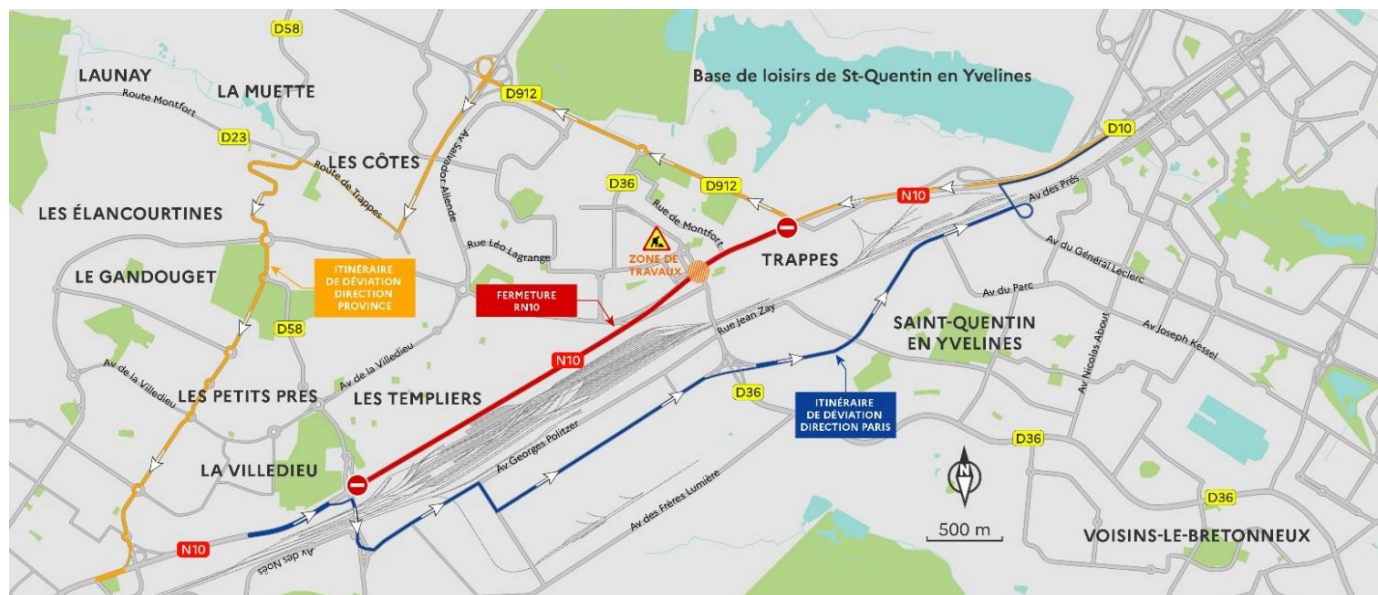 D58
LAUNAY
Route Montfort
LA MUETTE
D912
Base de loisirs de St-Quentin en Yvelines
D10
D23
LES CÔTES
Av Salvador Allende
D36
D912
N10
Av des Prés
Route de Trappes
LES ÉLANCOURTINES
Rue de Montfort
Rue Léo Lagrange
ZONE DE
TRAVAUX
TRAPPES
Av du Général Leclerc
LE GANDOUGET
ITINÉRAIRE
DE DÉVIATION
DIRECTION
PROVINCE
FERMETURE
RN10
Av du Parc
D58
Rue Jean Zay
SAINT-QUENTIN
EN YVELINES
Av Nicolas About
Av Joseph Kessel
N10
Av de la Villedieu
Av de la Villedieu
LES PETITS PRES
LES TEMPLIERS
D36
ITINÉRAIRE
DE DÉVIATION
DIRECTION PARIS
D36
LA VILLEDIEU
Av Georges Politzer
N
Av des Frères Lumière
D36
500 m
VOISINS-LE-BRETONNEUX
N10
Av des Noës